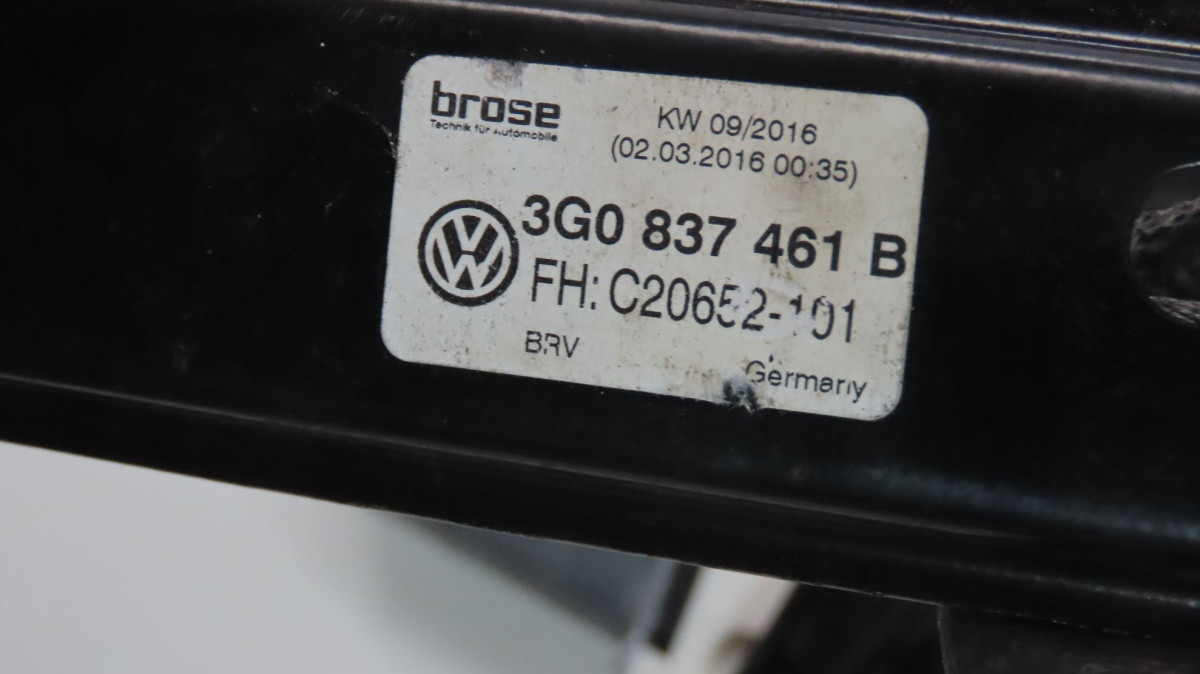 brose
Technik für Automobile
KW 09/2016
(02.03.2016 00:35)
3G0 837 461 B
FH: C20652-101
BRV
Germany